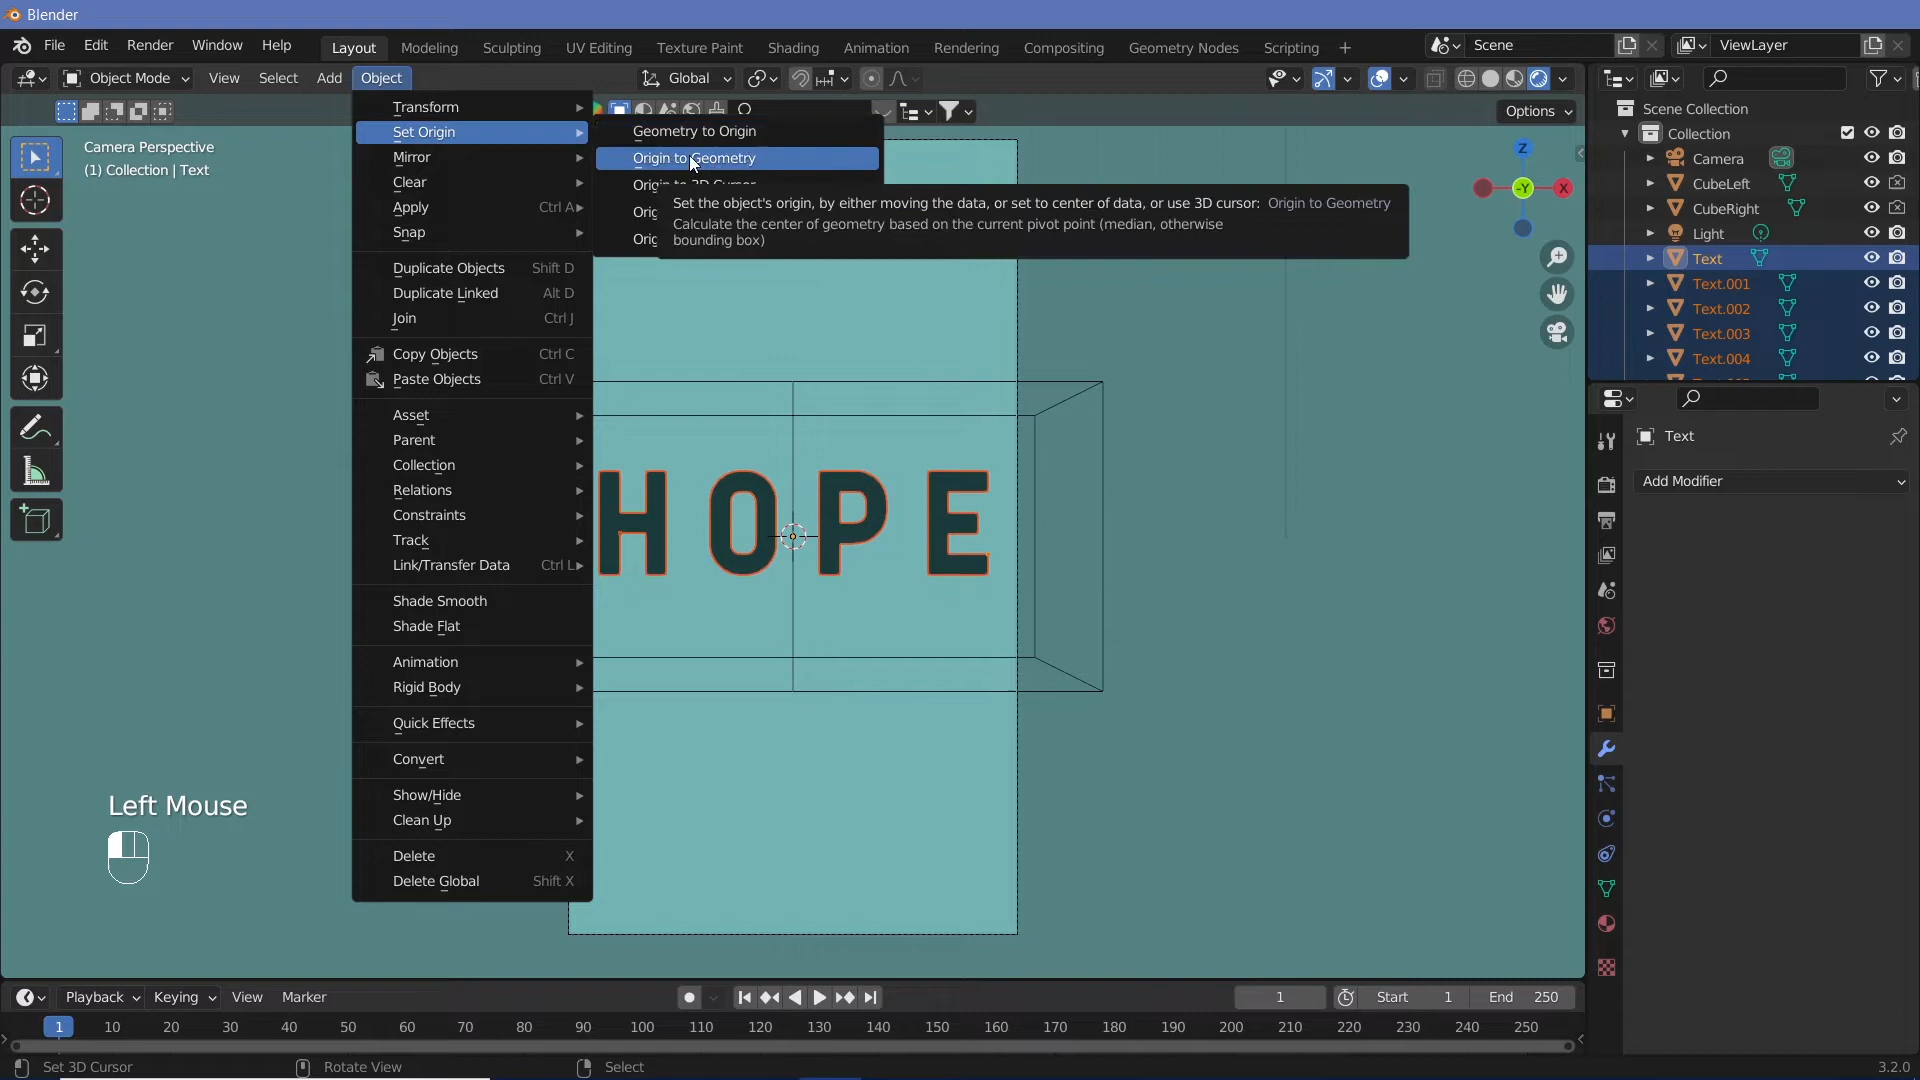 Blender
File Edit Render Window Help Layout Modeling Sculpting UV Editing Texture Paint Shading Animation Rendering Compositing Geometry Nodes Scripting + Scene ViewLayer
Object Mode View Select Add Object Global
Options
Camera Perspective
(1) Collection | Text
Transform
Set Origin
Mirror
Clear
Apply Ctrl A
Snap
Duplicate Objects Shift D
Duplicate Linked Alt D
Join Ctrl J
Copy Objects Ctrl C
Paste Objects Ctrl V
Asset
Parent
Collection
Relations
Constraints
Track
Link/Transfer Data Ctrl L
Shade Smooth
Shade Flat
Animation
Rigid Body
Quick Effects
Convert
Show/Hide
Clean Up
Delete X
Delete Global Shift X
Geometry to Origin
Origin to Geometry
Origin to 3D Cursor
Set the object's origin, by either moving the data, or set to center of data, or use 3D cursor: Origin to Geometry
Calculate the center of geometry based on the current pivot point (median, otherwise
bounding box)
HOPE
Z
-Y
X
Left Mouse
Scene Collection
Collection
Camera
CubeLeft
CubeRight
Light
Text
Text.001
Text.002
Text.003
Text.004
Text
Add Modifier
Playback Keying View Marker 1 Start 1 End 250
1 10 20 30 40 50 60 70 80 90 100 110 120 130 140 150 160 170 180 190 200 210 220 230 240 250
Set 3D Cursor Rotate View Select 3.2.0